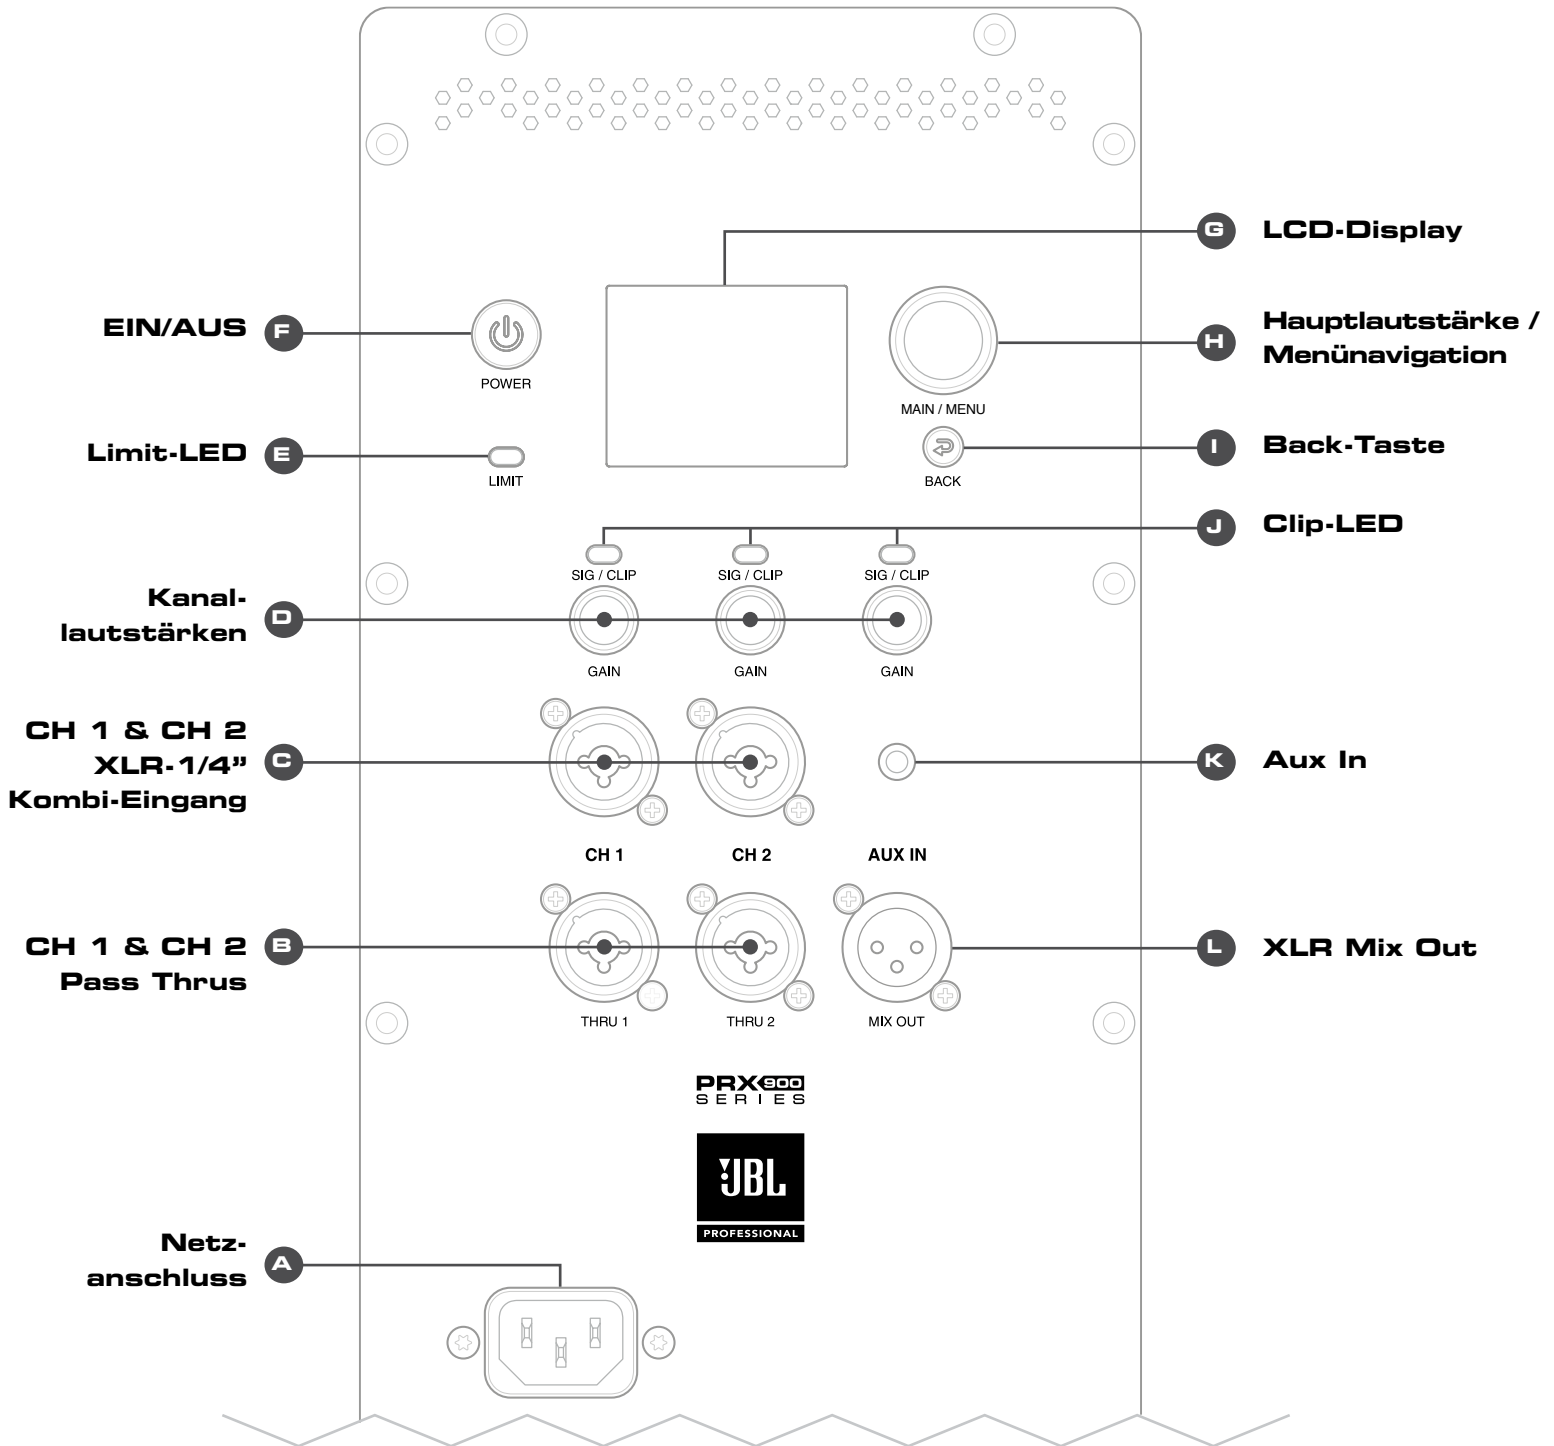 G LCD-Display
EIN/AUS F
POWER
Hauptlautstärke /
H
Menünavigation
MAIN / MENU
Limit-LED E
LIMIT
I Back-Taste
BACK
J Clip-LED
SIG / CLIP SIG / CLIP SIG / CLIP
Kanal-
D
lautstärken
GAIN GAIN GAIN
CH 1 & CH 2
XLR-1/4” C
Kombi-Eingang
K Aux In
CH 1 CH 2 AUX IN
CH 1 & CH 2 B
Pass Thrus
L XLR Mix Out
THRU 1 THRU 2 MIX OUT
PRX 900
SERIES
JBL
PROFESSIONAL
Netz-
A
anschluss